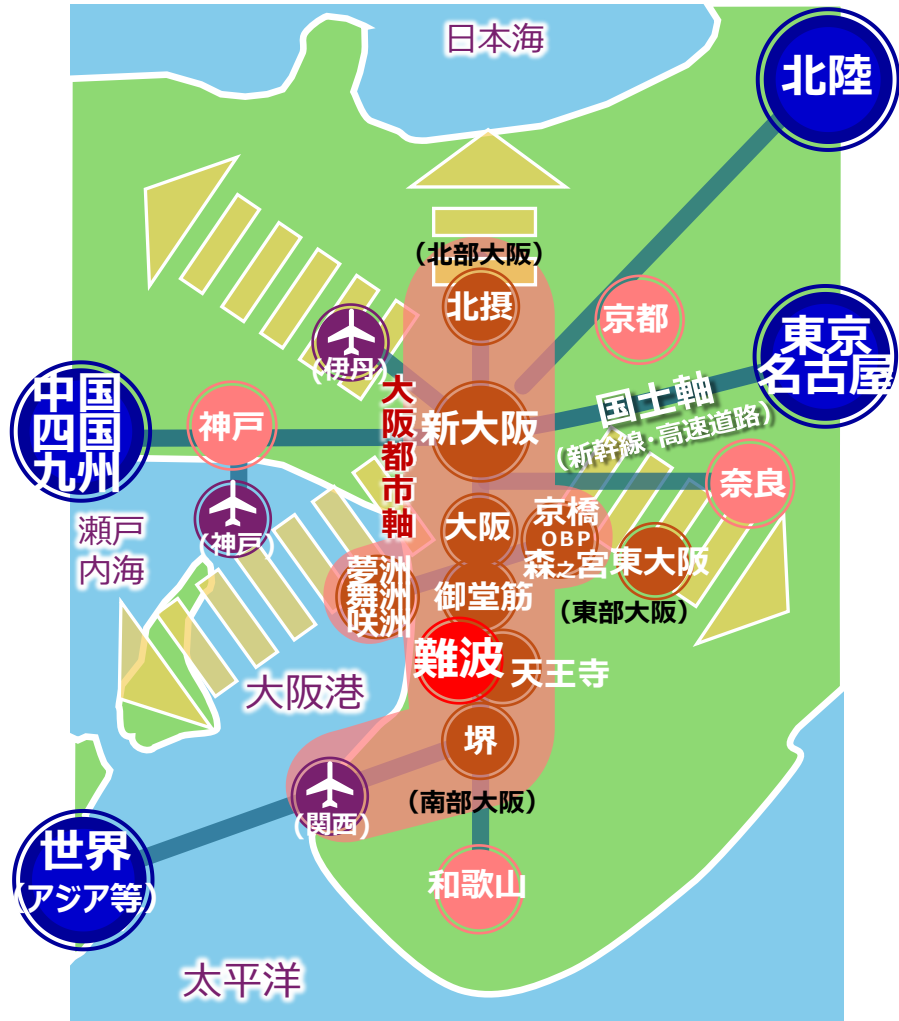 日本海
北陸
（北部大阪）
北摂
京都
東京
名古屋
（伊丹）
大阪都市軸
国土軸
（新幹線・高速道路）
中国
四国
九州
神戸
新大阪
奈良
（神戸）
瀬戸
内海
大阪
京橋
OBP
森之宮
東大阪
（東部大阪）
夢洲
舞洲
咲洲
御堂筋
難波
天王寺
大阪港
堺
（南部大阪）
（関西）
世界
（アジア等）
和歌山
太平洋